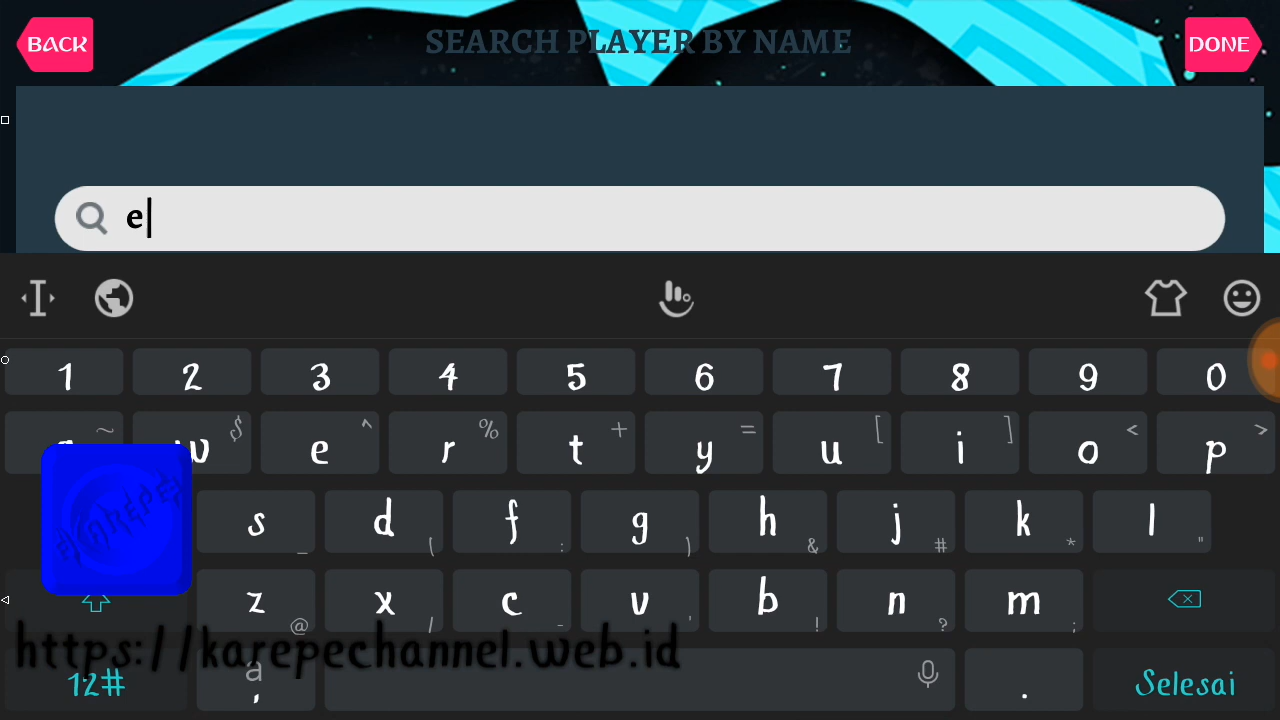 BACK
SEARCH PLAYER BY NAME
DONE
e
1 2 3 4 5 6 7 8 9 0
~ $ ^ % + = [ ] < >
w e r t y u i o p
s d f g h j k l
_ ( : ) & # * "
z x c v b n m
@ / - ' ! ? ;
https://karepechannel.web.id
12# a , . Selesai